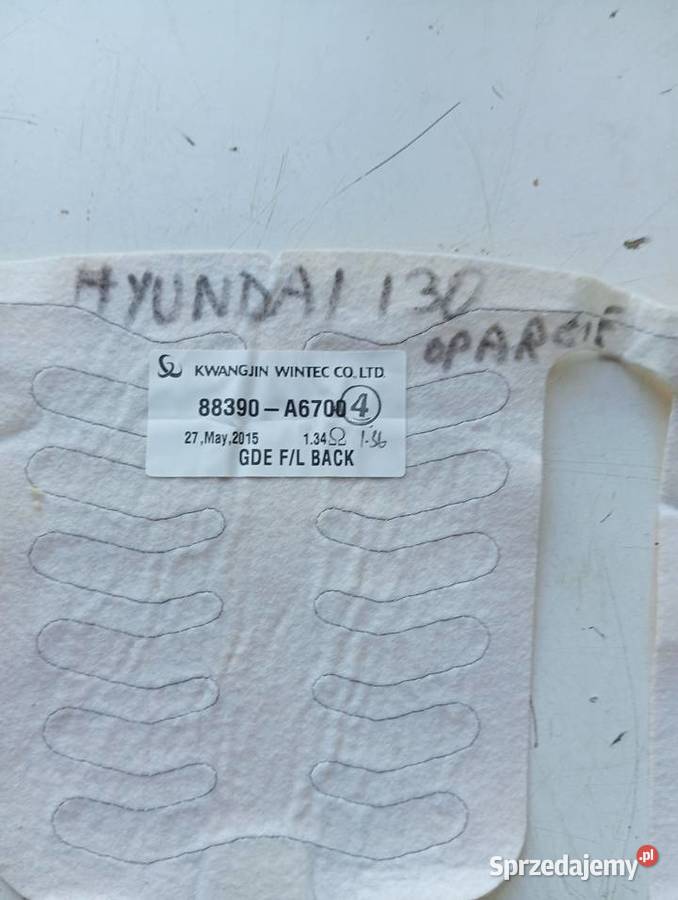 HYUNDAI I30
OPARCIE
KWANGJIN WINTEC CO.LTD.
88390-A6700 4
27,May,2015 1.34Ω 1.36
GDE F/L BACK
Sprzedajemy.pl